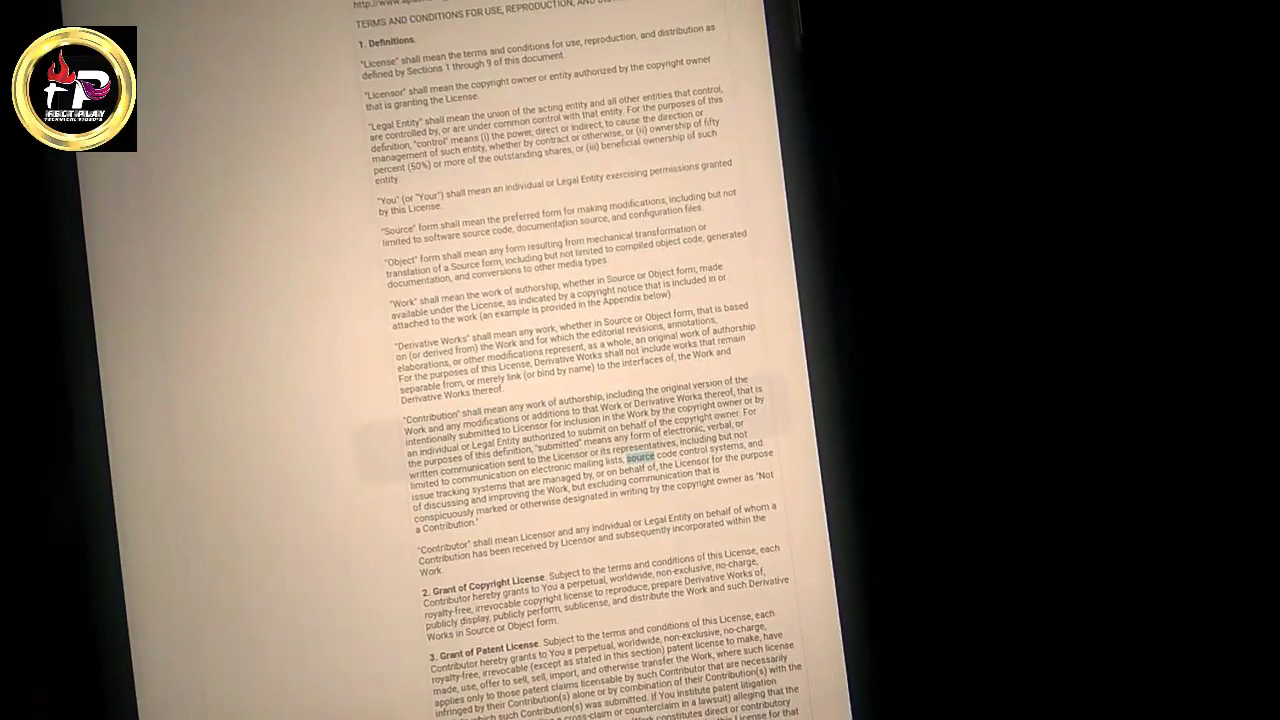 http://www.
TERMS AND CONDITIONS FOR USE, REPRODUCTION, AND
1. Definitions.
"License" shall mean the terms and conditions for use, reproduction, and distribution as
defined by Sections 1 through 9 of this document.
"Licensor" shall mean the copyright owner or entity authorized by the copyright owner
that is granting the License.
"Legal Entity" shall mean the union of the acting entity and all other entities that control,
are controlled by, or are under common control with that entity. For the purposes of this
definition, "control" means (i) the power, direct or indirect, to cause the direction or
management of such entity, whether by contract or otherwise, or (ii) ownership of fifty
percent (50%) or more of the outstanding shares, or (iii) beneficial ownership of such
entity.
"You" (or "Your") shall mean an individual or Legal Entity exercising permissions granted
by this License.
"Source" form shall mean the preferred form for making modifications, including but not
limited to software source code, documentation source, and configuration files.
"Object" form shall mean any form resulting from mechanical transformation or
translation of a Source form, including but not limited to compiled object code, generated
documentation, and conversions to other media types.
"Work" shall mean the work of authorship, whether in Source or Object form, made
available under the License, as indicated by a copyright notice that is included in or
attached to the work (an example is provided in the Appendix below).
"Derivative Works" shall mean any work, whether in Source or Object form, that is based
on (or derived from) the Work and for which the editorial revisions, annotations,
elaborations, or other modifications represent, as a whole, an original work of authorship
For the purposes of this License, Derivative Works shall not include works that remain
separable from, or merely link (or bind by name) to the interfaces of, the Work and
Derivative Works thereof.
"Contribution" shall mean any work of authorship, including the original version of the
Work and any modifications or additions to that Work or Derivative Works thereof, that is
intentionally submitted to Licensor for inclusion in the Work by the copyright owner or by
an individual or Legal Entity authorized to submit on behalf of the copyright owner. For
the purposes of this definition, "submitted" means any form of electronic, verbal, or
written communication sent to the Licensor or its representatives, including but not
limited to communication on electronic mailing lists, source code control systems, and
issue tracking systems that are managed by, or on behalf of, the Licensor for the purpose
of discussing and improving the Work, but excluding communication that is
conspicuously marked or otherwise designated in writing by the copyright owner as "Not
a Contribution."
"Contributor" shall mean Licensor and any individual or Legal Entity on behalf of whom a
Contribution has been received by Licensor and subsequently incorporated within the
Work.
2. Grant of Copyright License. Subject to the terms and conditions of this License, each
Contributor hereby grants to You a perpetual, worldwide, non-exclusive, no-charge,
royalty-free, irrevocable copyright license to reproduce, prepare Derivative Works of,
publicly display, publicly perform, sublicense, and distribute the Work and such Derivative
Works in Source or Object form.
3. Grant of Patent License. Subject to the terms and conditions of this License, each
Contributor hereby grants to You a perpetual, worldwide, non-exclusive, no-charge,
royalty-free, irrevocable (except as stated in this section) patent license to make, have
made, use, offer to sell, sell, import, and otherwise transfer the Work, where such license
applies only to those patent claims licensable by such Contributor that are necessarily
infringed by their Contribution(s) alone or by combination of their Contribution(s) with the
which such Contribution(s) was submitted. If You institute patent litigation
cross-claim or counterclaim in a lawsuit) alleging that the
Work constitutes direct or contributory
this License for that
FP
FECT PLAY
TECHNICAL VIDEO'S